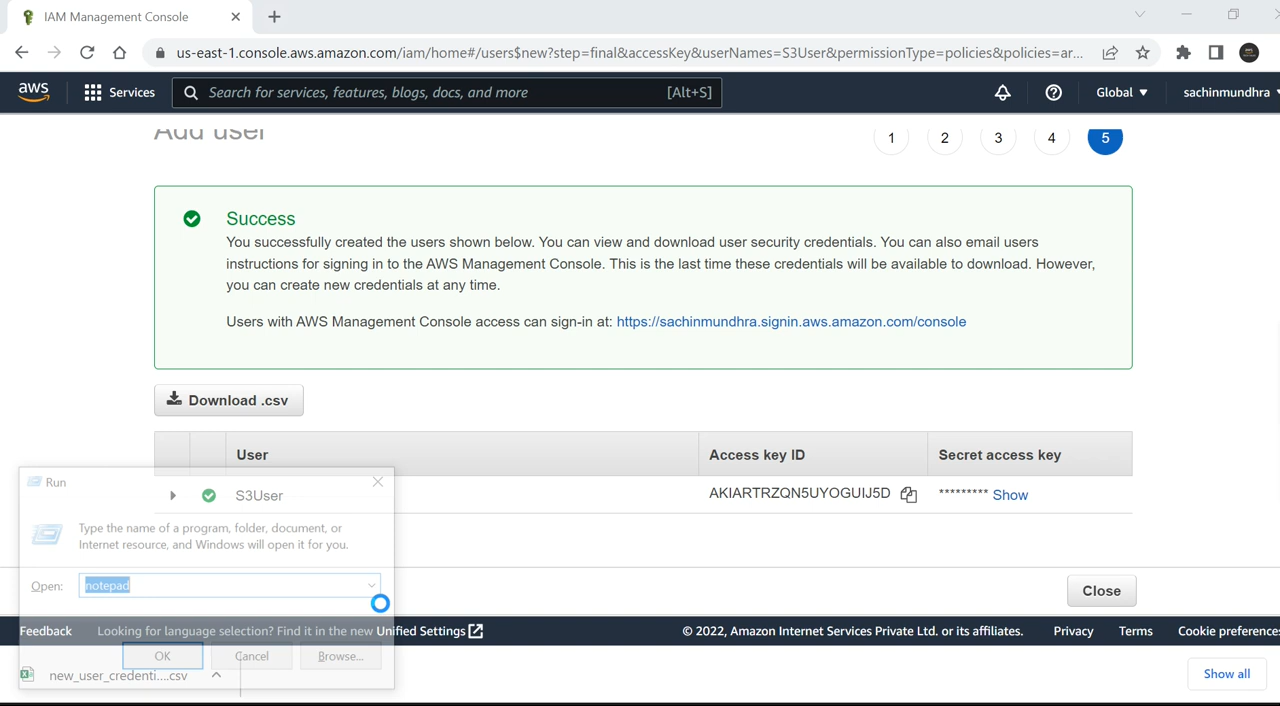 IAM Management Console
us-east-1.console.aws.amazon.com/iam/home#/users$new?step=final&accessKey&userNames=S3User&permissionType=policies&policies=ar...
aws
Services
Search for services, features, blogs, docs, and more
[Alt+S]
Global
sachinmundhra
Add user
1
2
3
4
5
Success
You successfully created the users shown below. You can view and download user security credentials. You can also email users
instructions for signing in to the AWS Management Console. This is the last time these credentials will be available to download. However,
you can create new credentials at any time.
Users with AWS Management Console access can sign-in at: https://sachinmundhra.signin.aws.amazon.com/console
Download .csv
User
Access key ID
Secret access key
S3User
AKIARTRZQN5UYOGUIJ5D
********* Show
Run
Type the name of a program, folder, document, or
Internet resource, and Windows will open it for you.
Open:
notepad
OK
Cancel
Browse...
Close
Feedback
Looking for language selection? Find it in the new Unified Settings
© 2022, Amazon Internet Services Private Ltd. or its affiliates.
Privacy
Terms
Cookie preference
new_user_credenti....csv
Show all